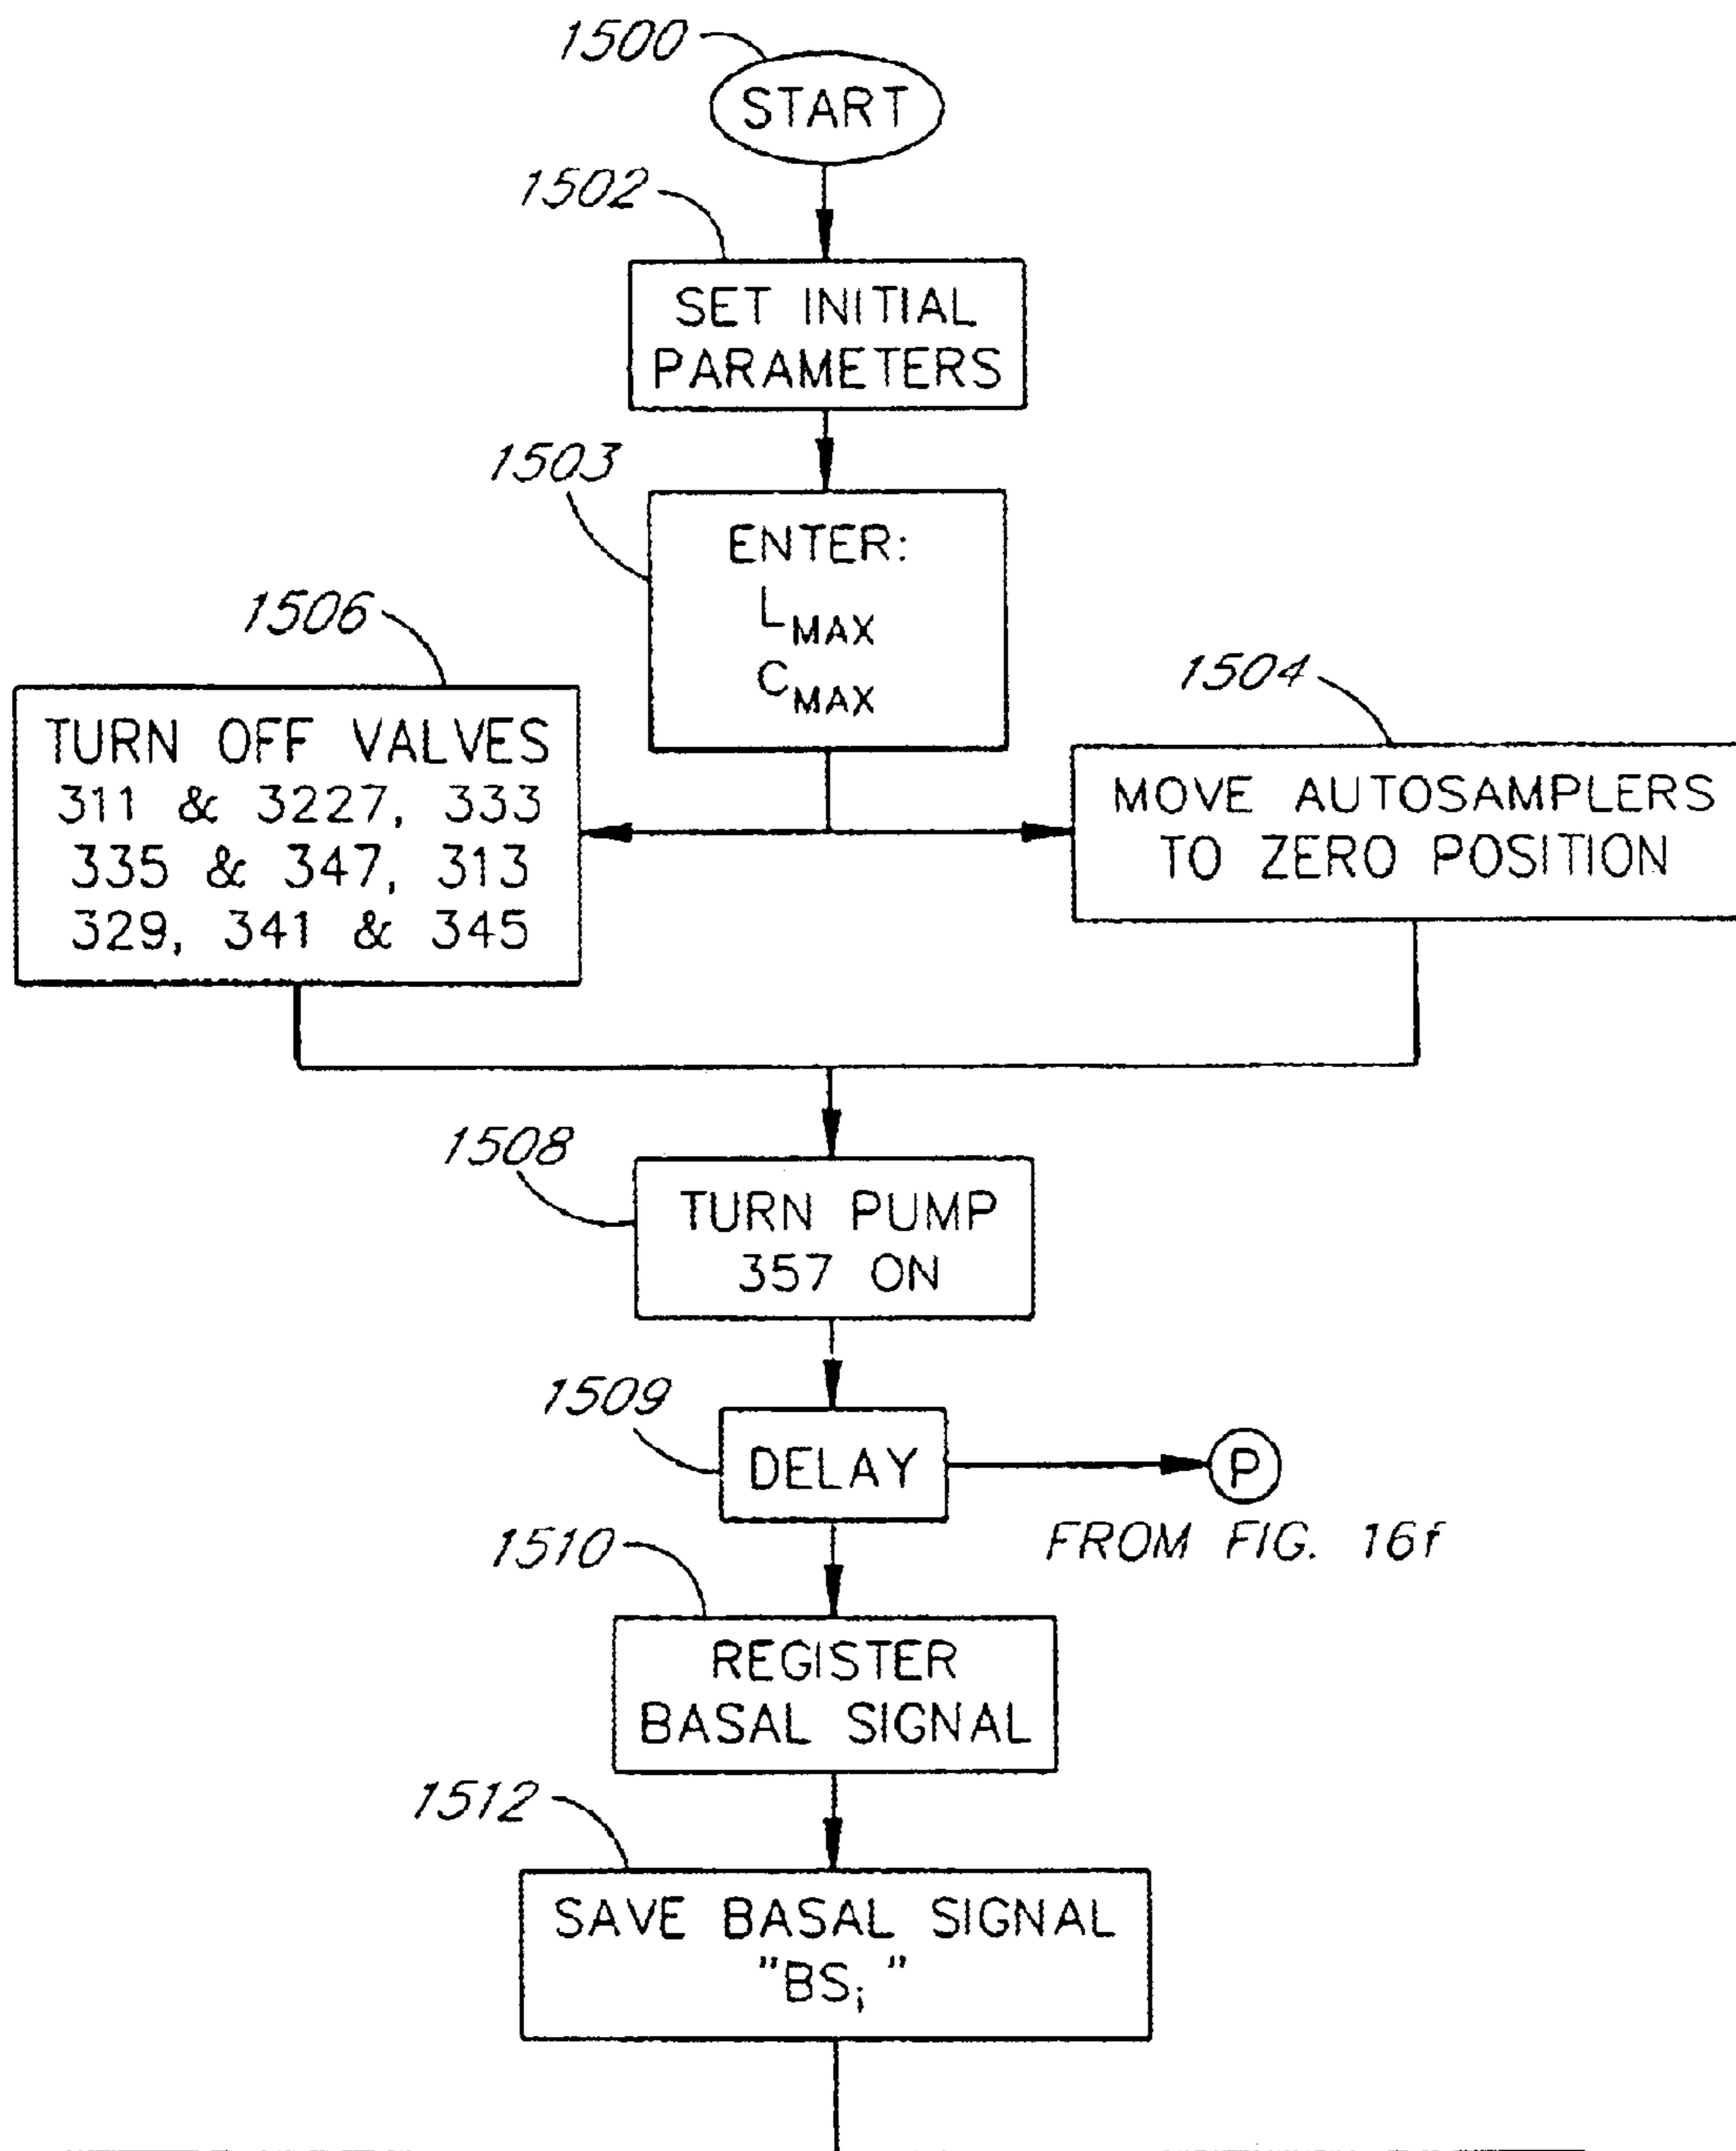 1500
START
1502
SET INITIAL
PARAMETERS
1503
ENTER:
LMAX
CMAX
1506
TURN OFF VALVES
311 & 3227, 333
335 & 347, 313
329, 341 & 345
1504
MOVE AUTOSAMPLERS
TO ZERO POSITION
1508
TURN PUMP
357 ON
1509
DELAY
P
FROM FIG. 16f
1510
REGISTER
BASAL SIGNAL
1512
SAVE BASAL SIGNAL
"BSi"